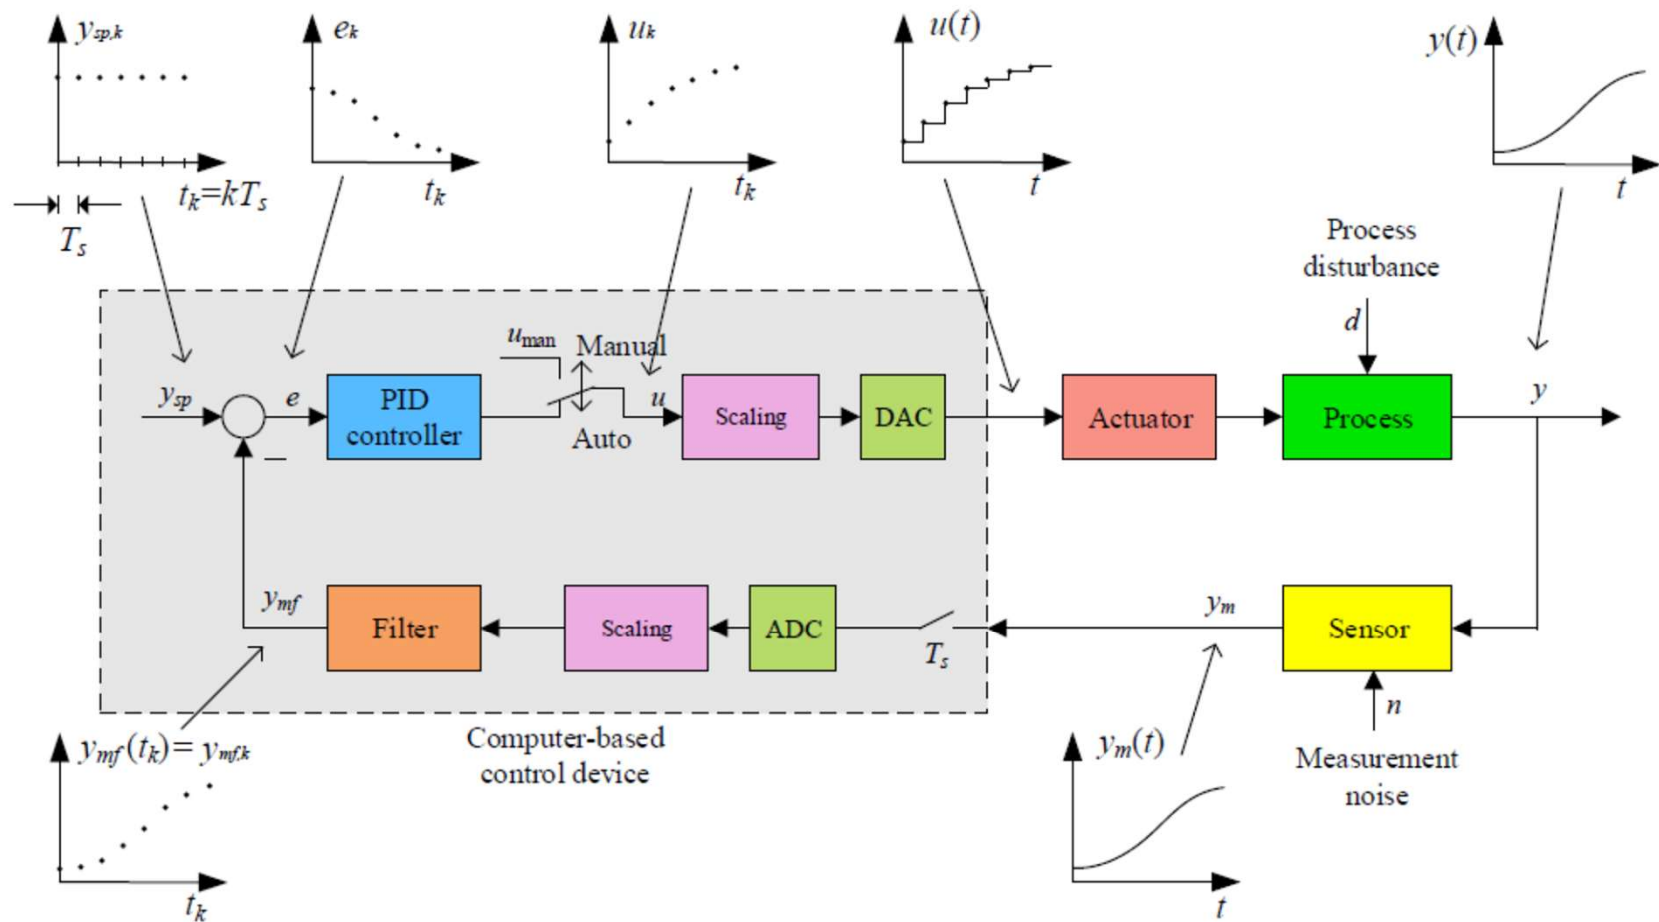 y_sp,k
e_k
u_k
u(t)
y(t)
t_k=kT_s
t_k
t_k
t
t
T_s
Process
disturbance
d
u_man
Manual
y_sp
e
PID
controller
u
Scaling
DAC
Actuator
Process
y
Auto
−
y_mf
Filter
Scaling
ADC
T_s
y_m
Sensor
n
Computer-based
control device
Measurement
noise
y_mf(t_k)= y_mf,k
y_m(t)
t_k
t